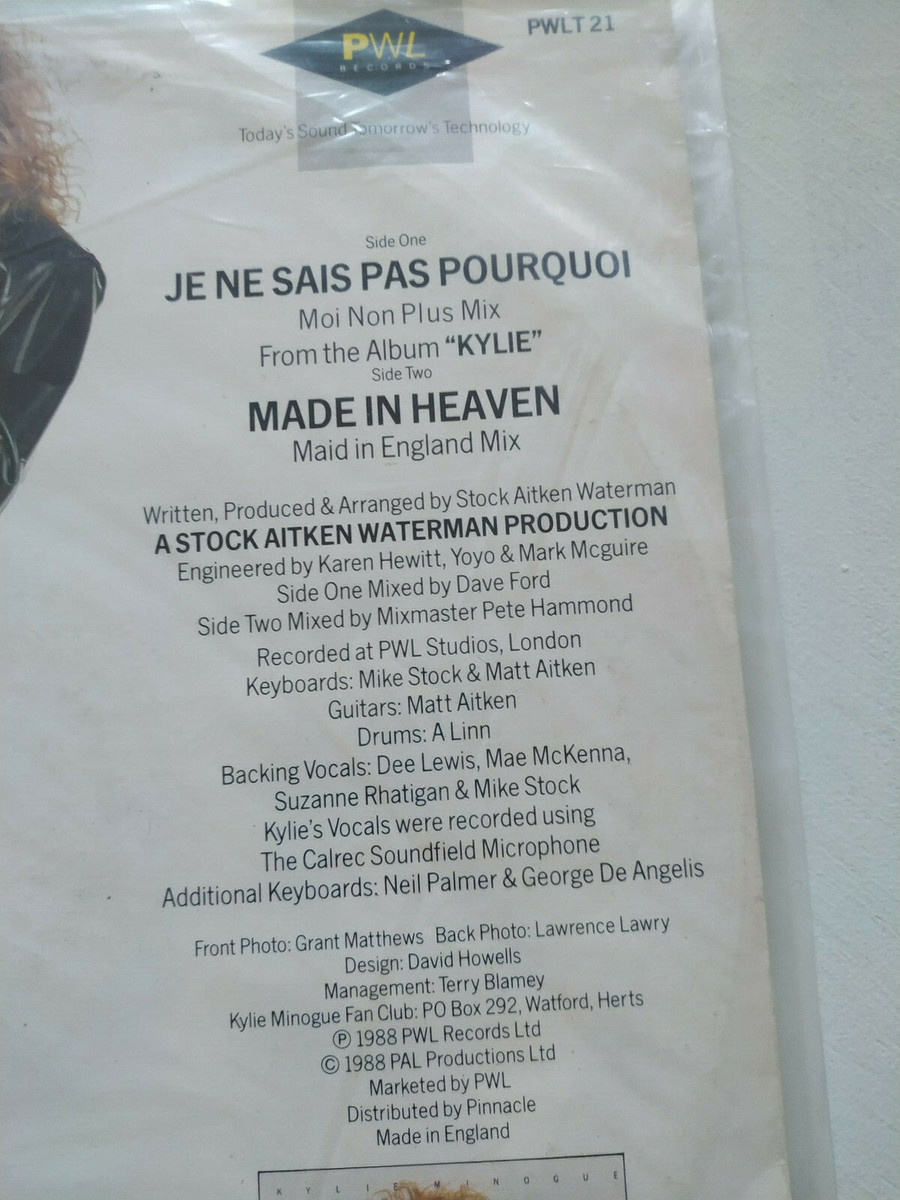 PWL
RECORDS
PWLT 21
Today's Sound Tomorrow's Technology
Side One
JE NE SAIS PAS POURQUOI
Moi Non Plus Mix
From the Album “KYLIE”
Side Two
MADE IN HEAVEN
Maid in England Mix
Written, Produced & Arranged by Stock Aitken Waterman
A STOCK AITKEN WATERMAN PRODUCTION
Engineered by Karen Hewitt, Yoyo & Mark Mcguire
Side One Mixed by Dave Ford
Side Two Mixed by Mixmaster Pete Hammond
Recorded at PWL Studios, London
Keyboards: Mike Stock & Matt Aitken
Guitars: Matt Aitken
Drums: A Linn
Backing Vocals: Dee Lewis, Mae McKenna,
Suzanne Rhatigan & Mike Stock
Kylie's Vocals were recorded using
The Calrec Soundfield Microphone
Additional Keyboards: Neil Palmer & George De Angelis
Front Photo: Grant Matthews Back Photo: Lawrence Lawry
Design: David Howells
Management: Terry Blamey
Kylie Minogue Fan Club: PO Box 292, Watford, Herts
℗ 1988 PWL Records Ltd
© 1988 PAL Productions Ltd
Marketed by PWL
Distributed by Pinnacle
Made in England
KYLIE MINOGUE